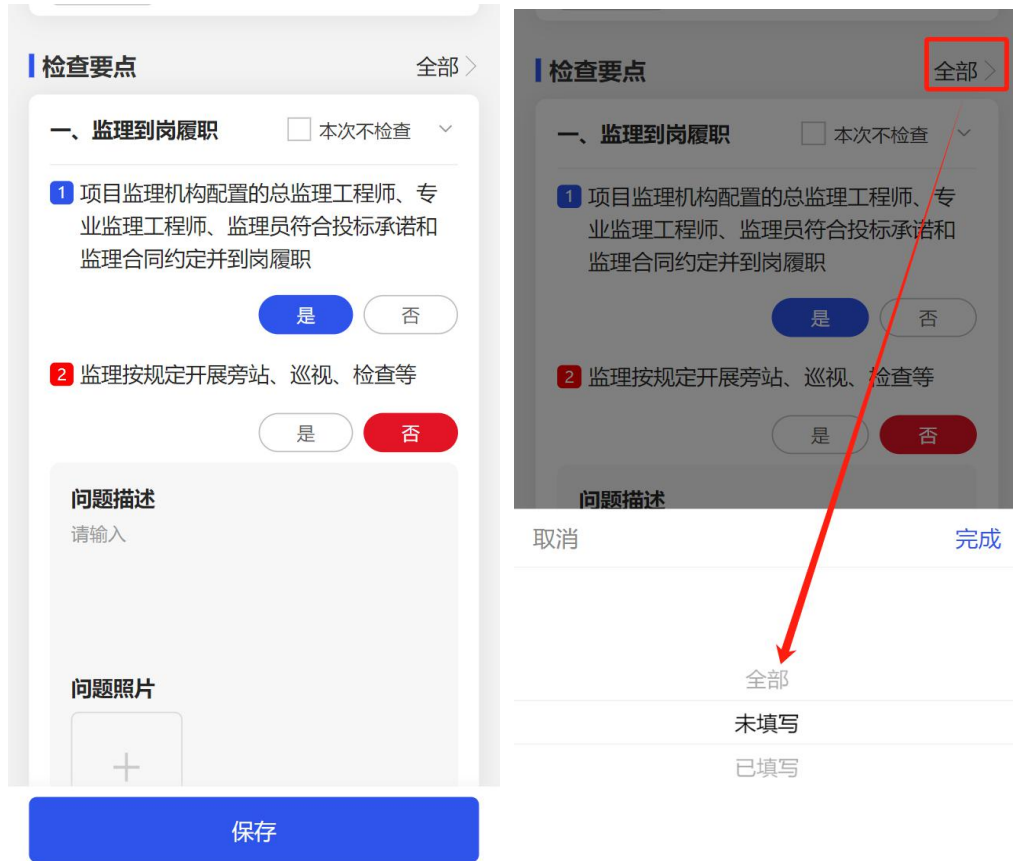 检查要点
全部
一、监理到岗履职
本次不检查
1 项目监理机构配置的总监理工程师、专
业监理工程师、监理员符合投标承诺和
监理合同约定并到岗履职
是
否
2 监理按规定开展旁站、巡视、检查等
是
否
问题描述
请输入
问题照片
保存
检查要点
全部
一、监理到岗履职
本次不检查
1 项目监理机构配置的总监理工程师、专
业监理工程师、监理员符合投标承诺和
监理合同约定并到岗履职
是
否
2 监理按规定开展旁站、巡视、检查等
是
否
问题描述
取消
完成
全部
未填写
已填写